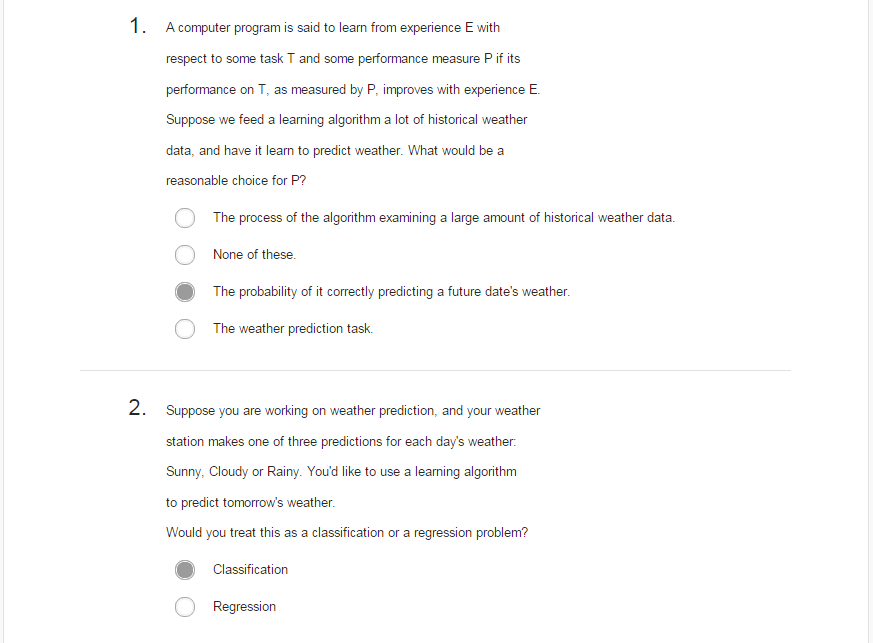 1. A computer program is said to learn from experience E with
respect to some task T and some performance measure P if its
performance on T, as measured by P, improves with experience E.
Suppose we feed a learning algorithm a lot of historical weather
data, and have it learn to predict weather. What would be a
reasonable choice for P?
The process of the algorithm examining a large amount of historical weather data.
None of these.
The probability of it correctly predicting a future date's weather.
The weather prediction task.
2. Suppose you are working on weather prediction, and your weather
station makes one of three predictions for each day's weather:
Sunny, Cloudy or Rainy. You'd like to use a learning algorithm
to predict tomorrow's weather.
Would you treat this as a classification or a regression problem?
Classification
Regression